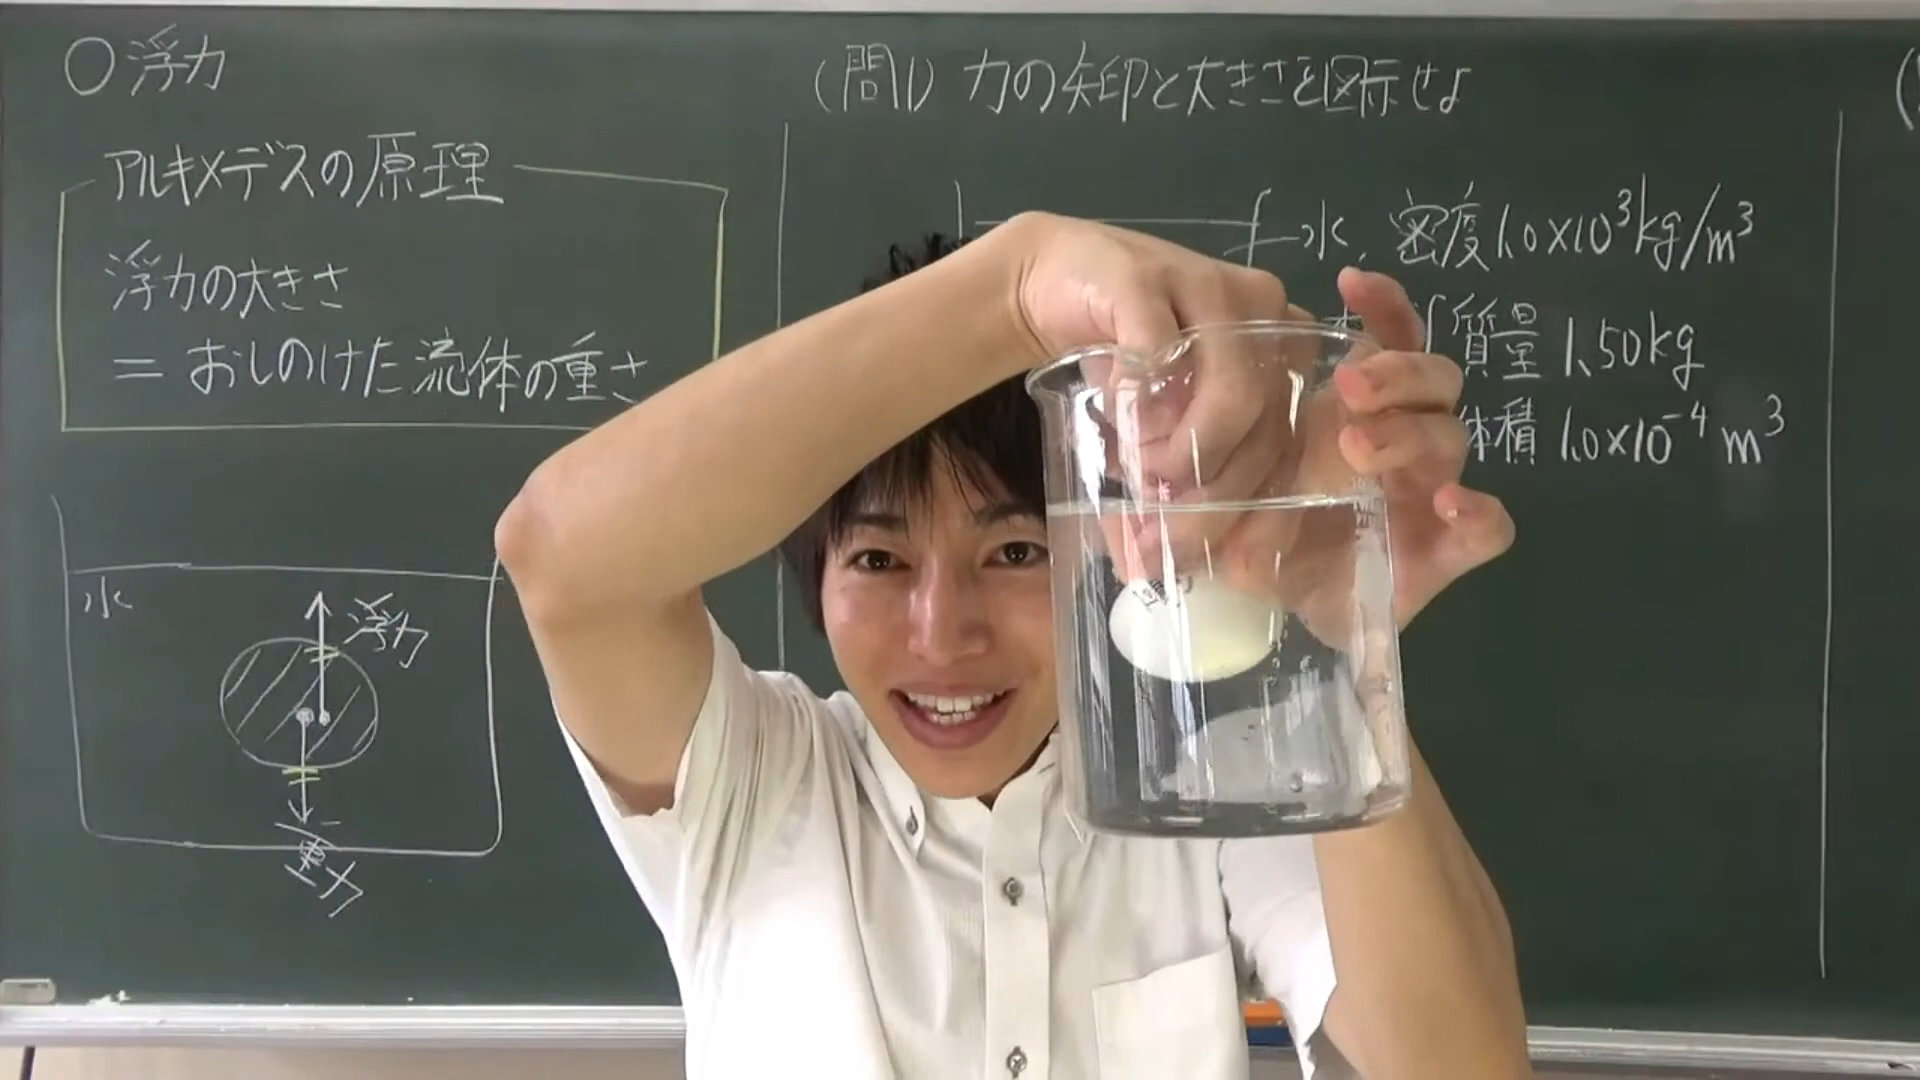 ○浮力
アルキメデスの原理
浮力の大きさ
= おしのけた流体の重さ
水
浮力
重力
(問1) 力の矢印と大きさを図示せよ
水, 密度 1.0×10³kg/m³
質量 1.50kg
体積 1.0×10⁻⁴ m³